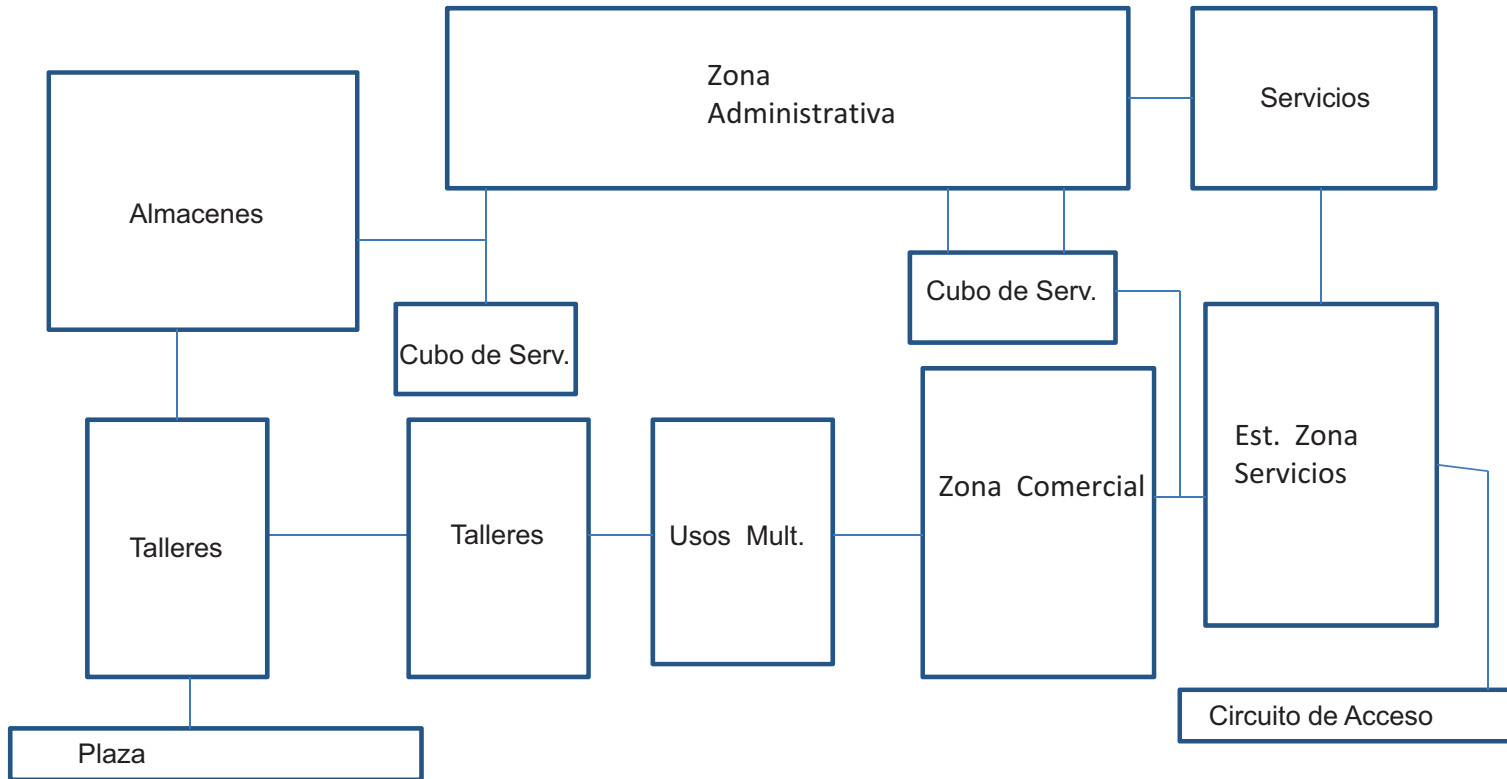 Zona
Administrativa
Servicios
Almacenes
Cubo de Serv.
Cubo de Serv.
Est. Zona
Servicios
Zona Comercial
Talleres
Talleres
Usos Mult.
Circuito de Acceso
Plaza